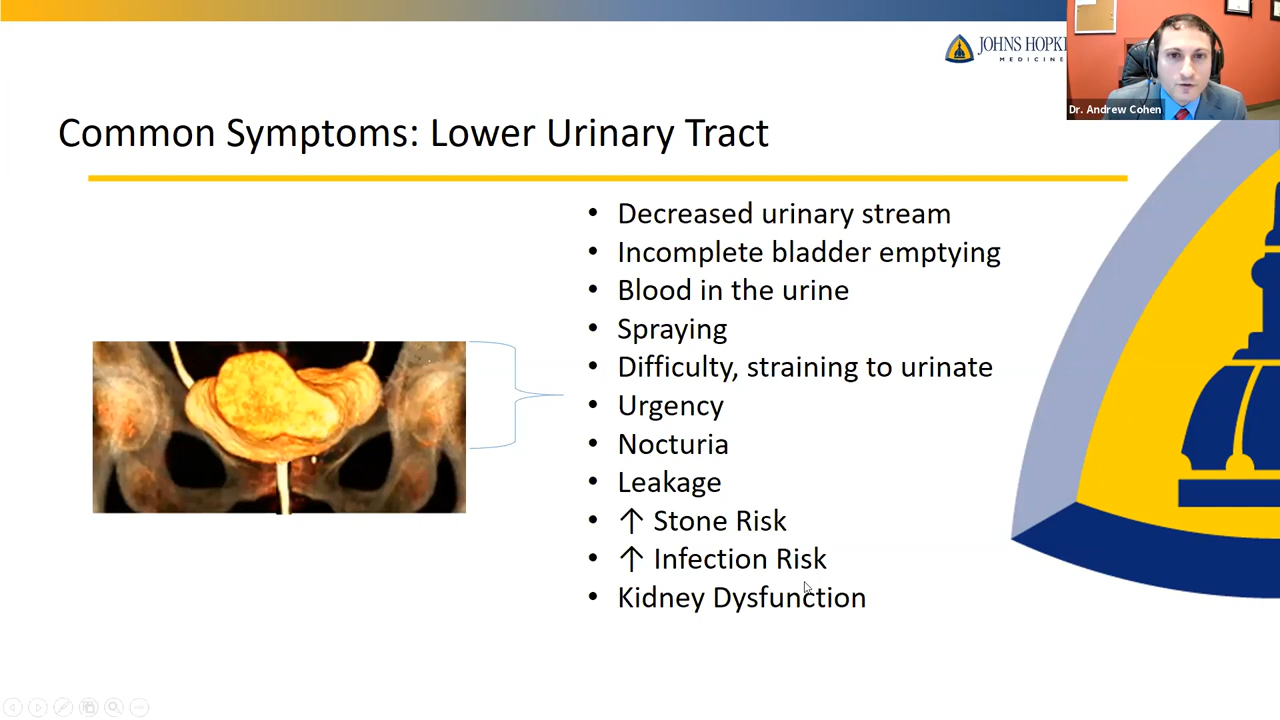 JOHNS HOPK
MEDICINE
Dr. Andrew Cohen
Common Symptoms: Lower Urinary Tract
• Decreased urinary stream
• Incomplete bladder emptying
• Blood in the urine
• Spraying
• Difficulty, straining to urinate
• Urgency
• Nocturia
• Leakage
• ↑ Stone Risk
• ↑ Infection Risk
• Kidney Dysfunction